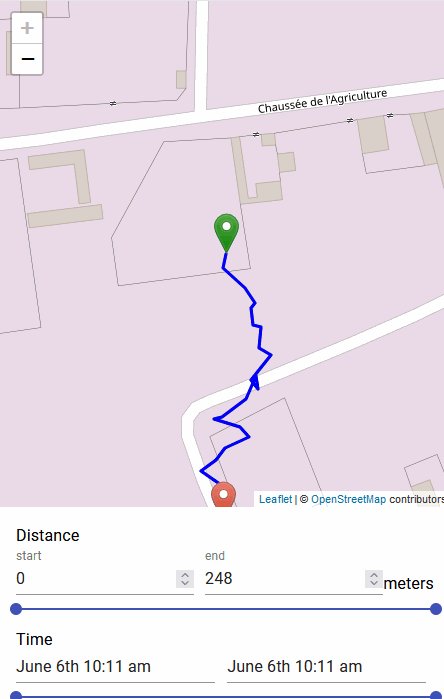 +
−
Chaussée de l'Agriculture
Leaflet | © OpenStreetMap contributors
Distance
start end
0 248 meters
Time
June 6th 10:11 am June 6th 10:11 am